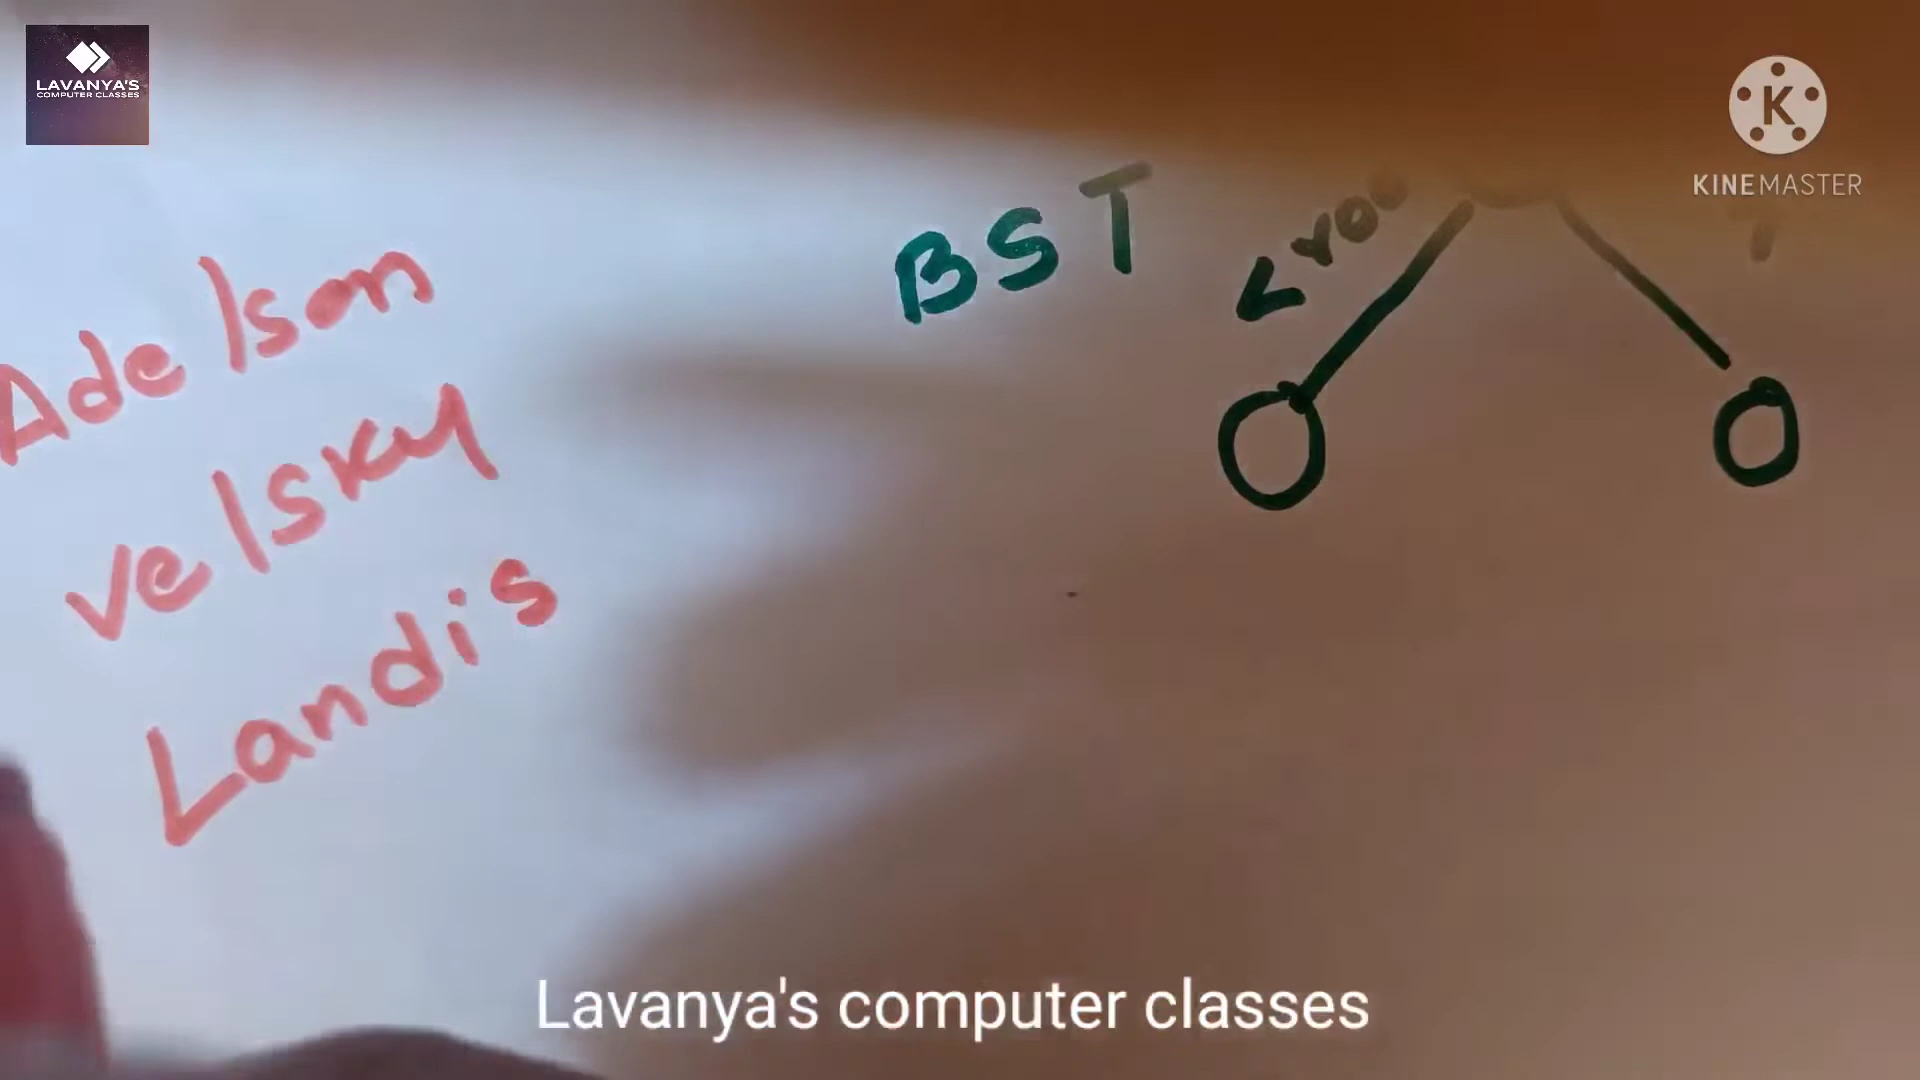 LAVANYA'S
COMPUTER CLASSES
KINEMASTER
Adelson
velsky
Landis
BST
Lavanya's computer classes